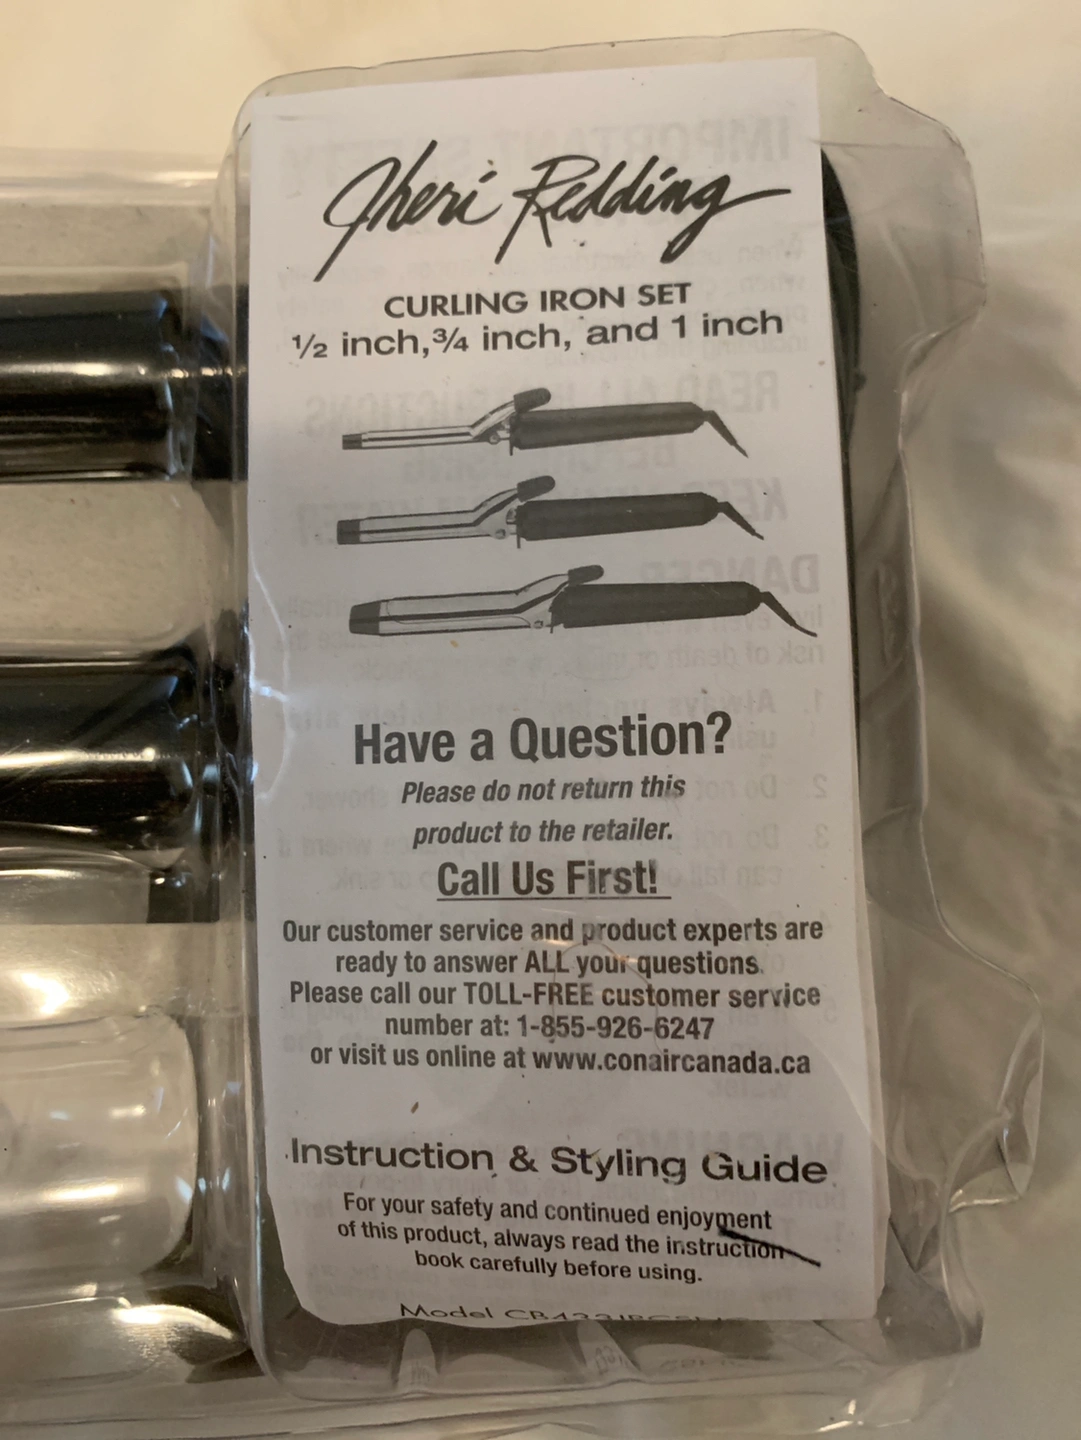 Jheri Redding
CURLING IRON SET
1/2 inch, 3/4 inch, and 1 inch
Have a Question?
Please do not return this
product to the retailer.
Call Us First!
Our customer service and product experts are
ready to answer ALL your questions.
Please call our TOLL-FREE customer service
number at: 1-855-926-6247
or visit us online at www.conaircanada.ca
Instruction & Styling Guide
For your safety and continued enjoyment
of this product, always read the instruction
book carefully before using.
Model